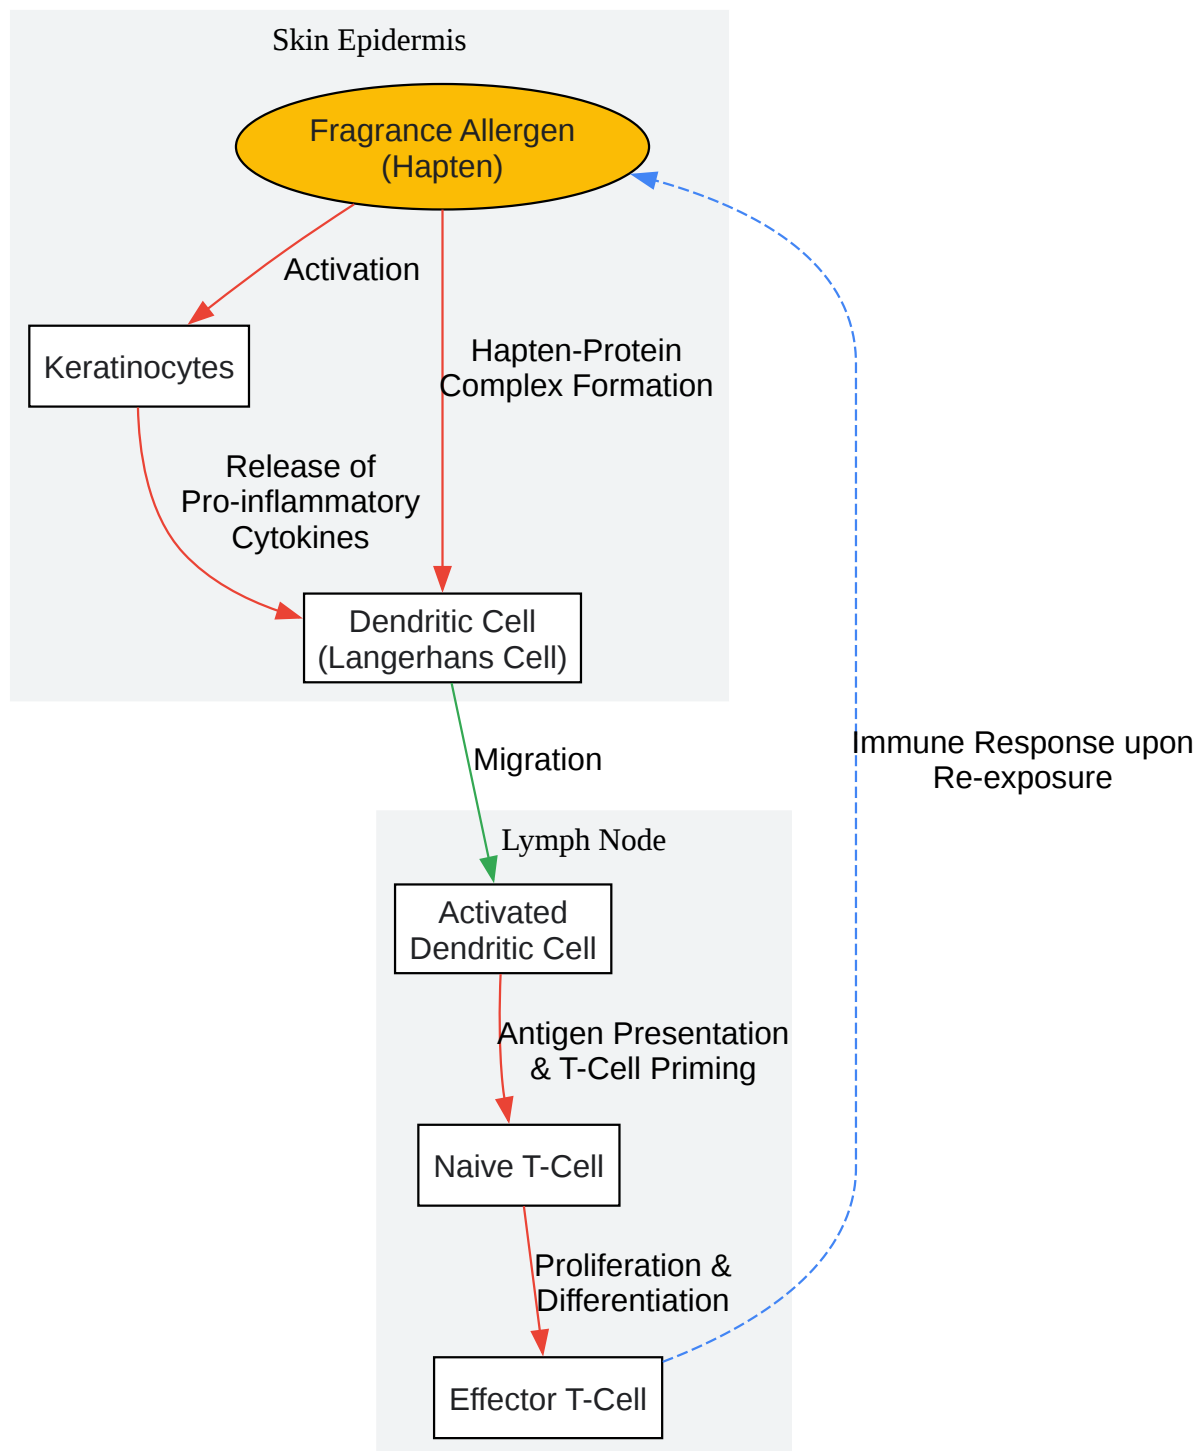 Skin Epidermis
Fragrance Allergen
(Hapten)
Activation
Keratinocytes
Hapten-Protein
Complex Formation
Release of
Pro-inflammatory
Cytokines
Dendritic Cell
(Langerhans Cell)
Migration
Immune Response upon
Re-exposure
Lymph Node
Activated
Dendritic Cell
Antigen Presentation
& T-Cell Priming
Naive T-Cell
Proliferation &
Differentiation
Effector T-Cell